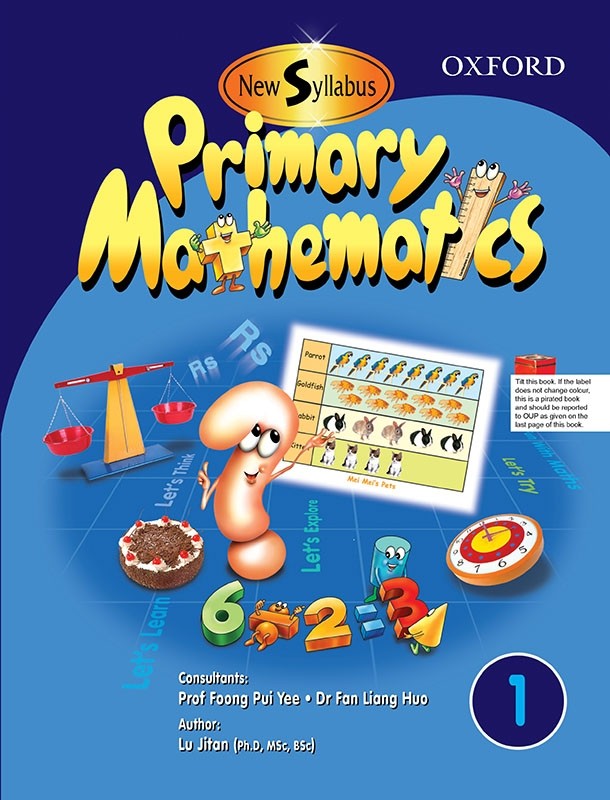 New Syllabus
OXFORD
Primary
Mathematics
Rs
Rs
Parrot
Goldfish
Rabbit
Kitten
Mei Mei's Pets
Tilt this book. If the label
does not change colour,
this is a pirated book
and should be reported
to OUP as given on the
last page of this book.
Let's Think
Let's Explore
Let's Try
Let's Learn
6 ÷ 2 = 3
Consultants:
Prof Foong Pui Yee • Dr Fan Liang Huo
Author:
Lu Jitan (Ph.D, MSc, BSc)
1